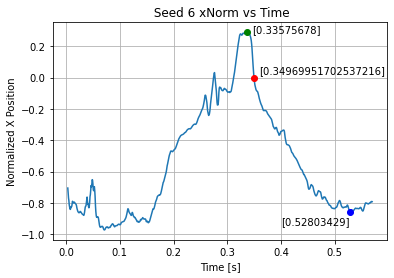 Seed 6 xNorm vs Time
[0.33575678]
[0.34969951702537216]
[0.52803429]
0.2
0.0
−0.2
−0.4
−0.6
−0.8
−1.0
Normalized X Position
0.0 0.1 0.2 0.3 0.4 0.5
Time [s]